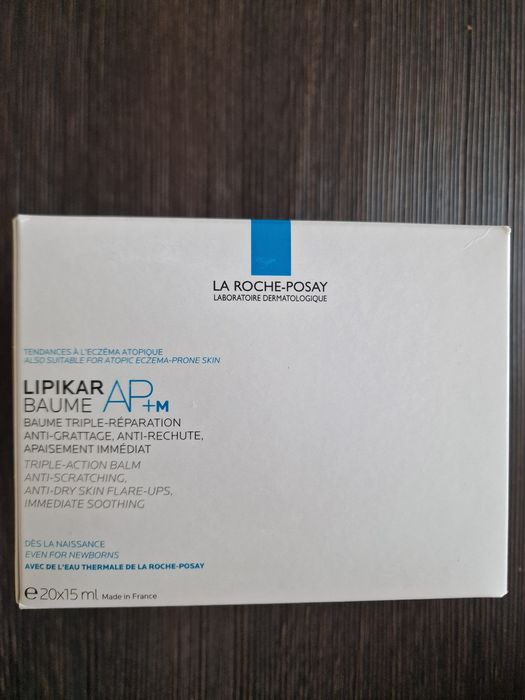 LA ROCHE-POSAY
LABORATOIRE DERMATOLOGIQUE
TENDANCES À L'ECZÉMA ATOPIQUE
ALSO SUITABLE FOR ATOPIC ECZEMA-PRONE SKIN
LIPIKAR
BAUME AP+M
BAUME TRIPLE-RÉPARATION
ANTI-GRATTAGE, ANTI-RECHUTE,
APAISEMENT IMMÉDIAT
TRIPLE-ACTION BALM
ANTI-SCRATCHING,
ANTI-DRY SKIN FLARE-UPS,
IMMEDIATE SOOTHING
DÈS LA NAISSANCE
EVEN FOR NEWBORNS
AVEC DE L'EAU THERMALE DE LA ROCHE-POSAY
℮20x15 ml Made in France